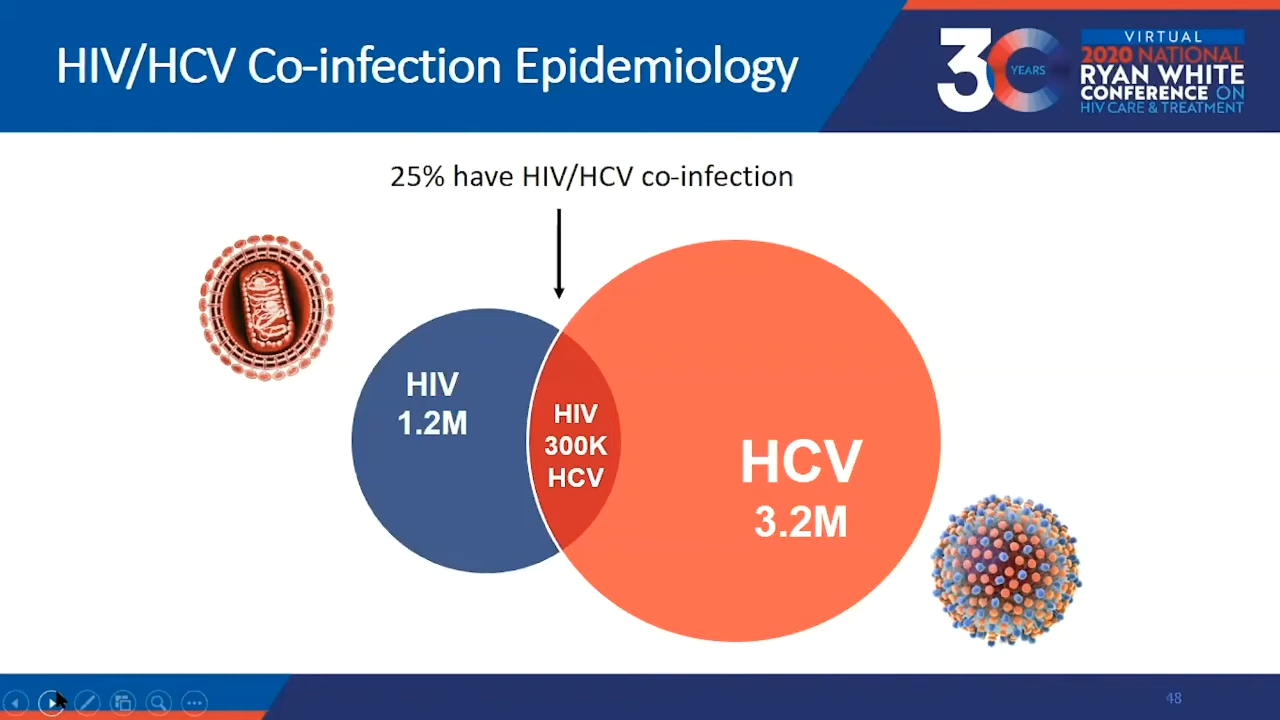 HIV/HCV Co-infection Epidemiology
30 YEARS
VIRTUAL
2020 NATIONAL
RYAN WHITE
CONFERENCE ON
HIV CARE & TREATMENT
25% have HIV/HCV co-infection
HIV
1.2M
HIV
300K
HCV
HCV
3.2M
48